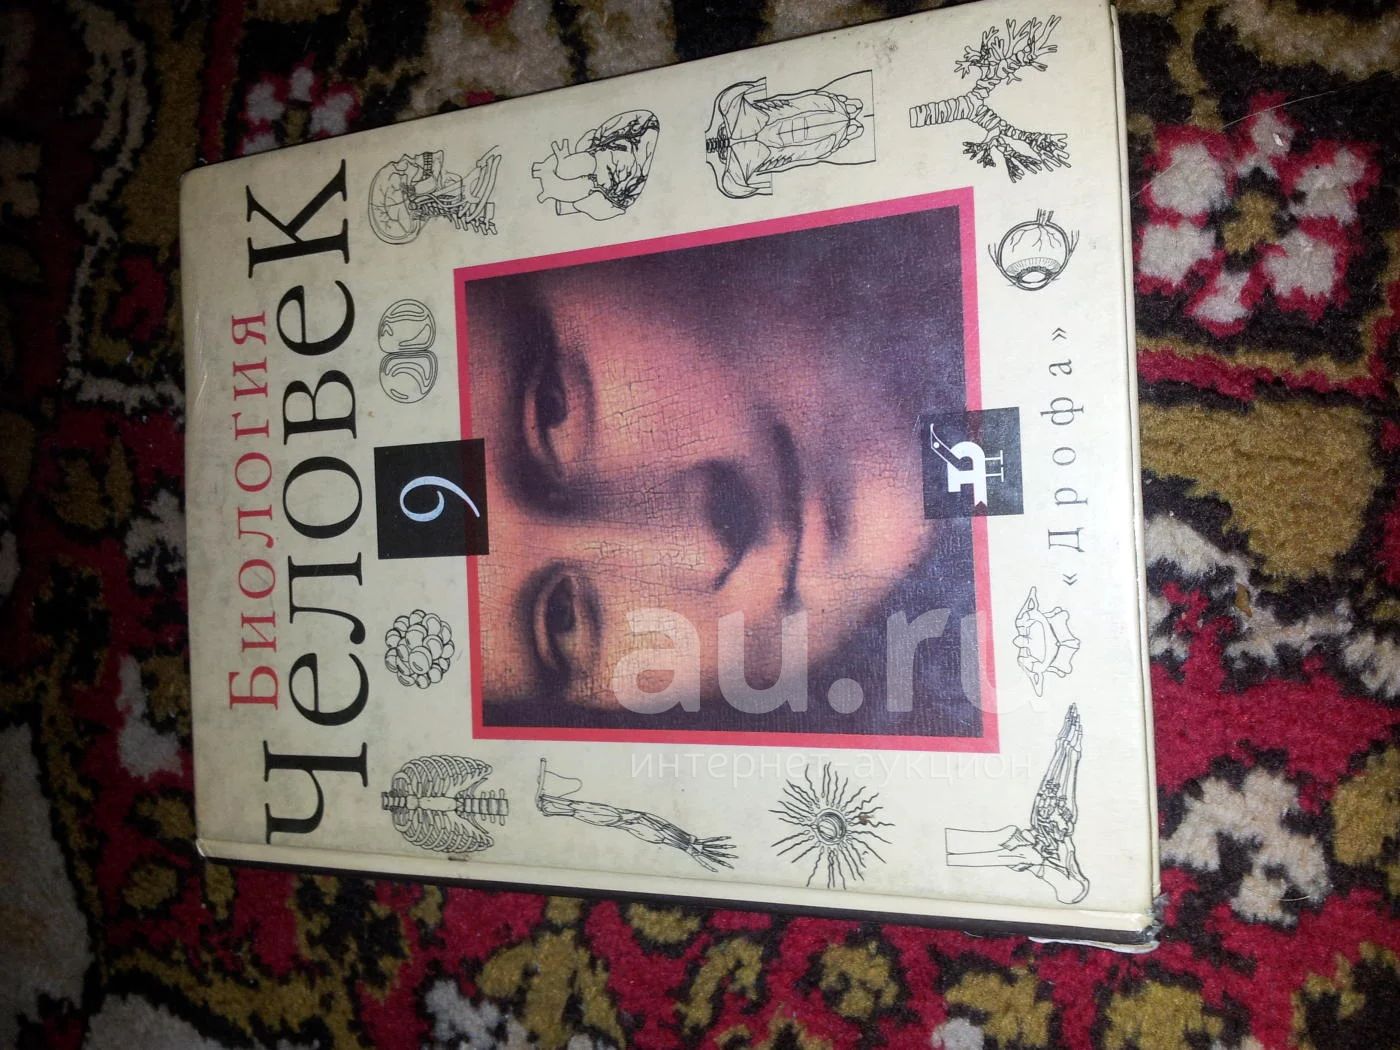 Биология
Человек
9
«Дрофа»
au.ru
интернет-аукцион